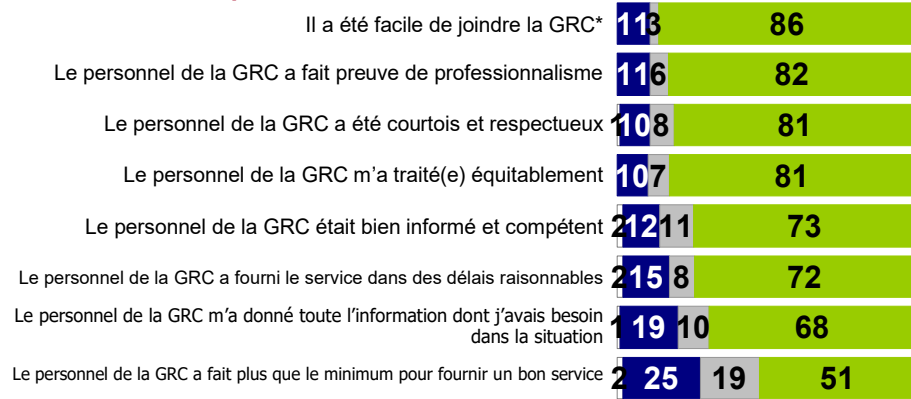 Il a été facile de joindre la GRC* 11 3 86
Le personnel de la GRC a fait preuve de professionnalisme 11 6 82
Le personnel de la GRC a été courtois et respectueux 1 10 8 81
Le personnel de la GRC m'a traité(e) équitablement 10 7 81
Le personnel de la GRC était bien informé et compétent 2 12 11 73
Le personnel de la GRC a fourni le service dans des délais raisonnables 2 15 8 72
Le personnel de la GRC m'a donné toute l'information dont j'avais besoin
dans la situation 1 19 10 68
Le personnel de la GRC a fait plus que le minimum pour fournir un bon service 2 25 19 51